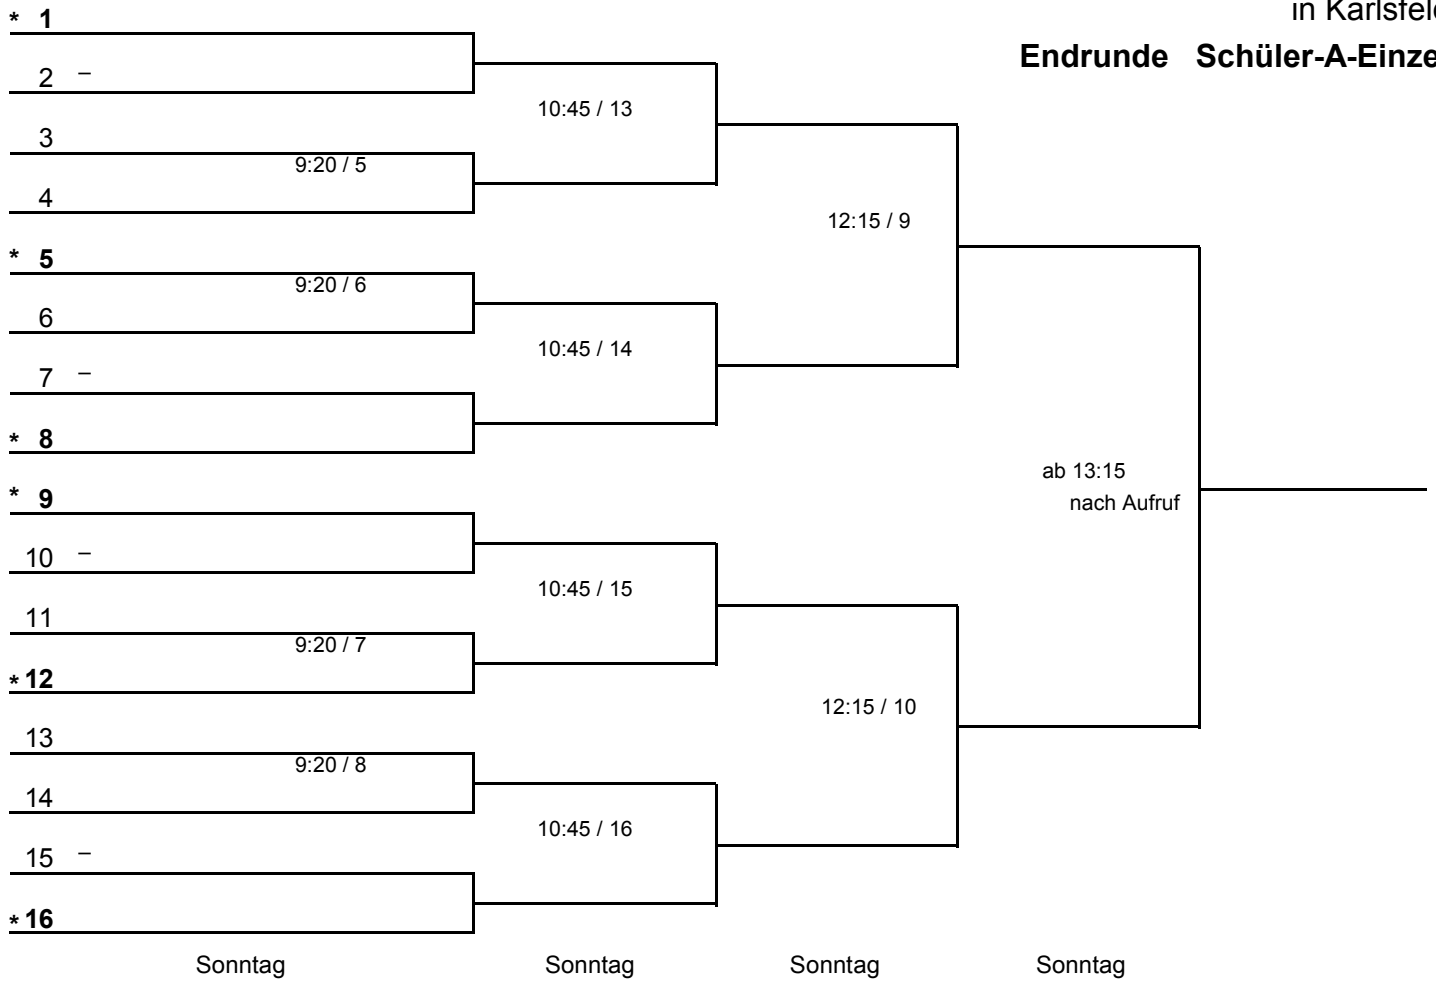 in Karlsfel
Endrunde Schüler-A-Einze
* 1
2 –
10:45 / 13
3
9:20 / 5
4
12:15 / 9
* 5
9:20 / 6
6
10:45 / 14
7 –
* 8
ab 13:15
nach Aufruf
* 9
10 –
10:45 / 15
11
9:20 / 7
* 12
12:15 / 10
13
9:20 / 8
14
10:45 / 16
15 –
* 16
Sonntag Sonntag Sonntag Sonntag